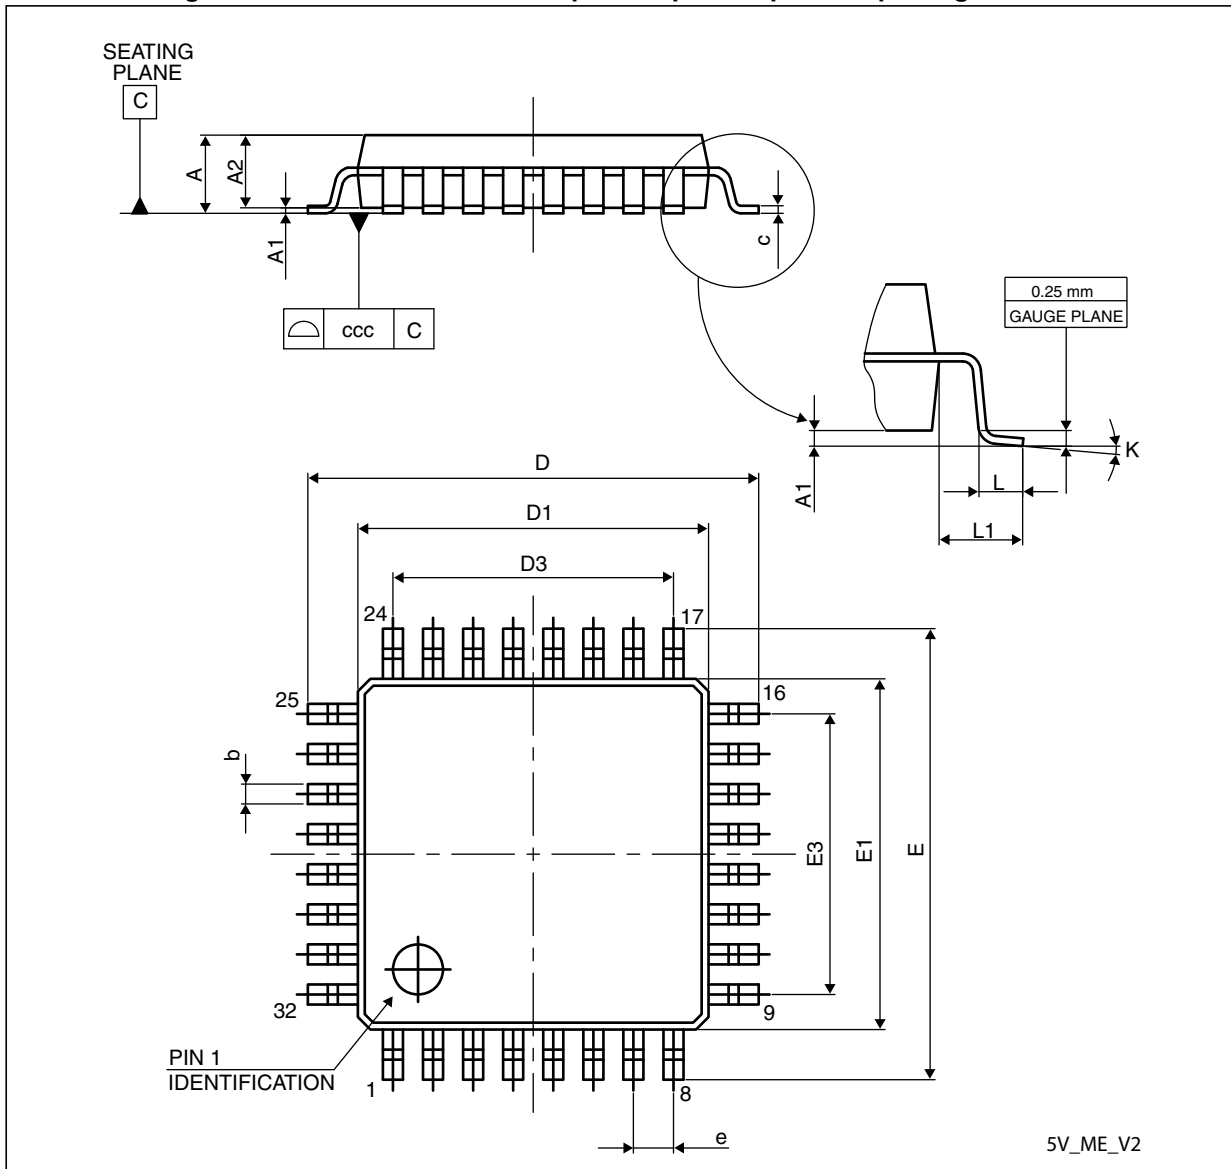 SEATING
PLANE
C
A
A2
A1
c
ccc
C
0.25 mm
GAUGE PLANE
K
A1
L
L1
D
D1
D3
24
17
25
16
b
E3
E1
E
32
9
PIN 1
IDENTIFICATION
1
8
e
5V_ME_V2